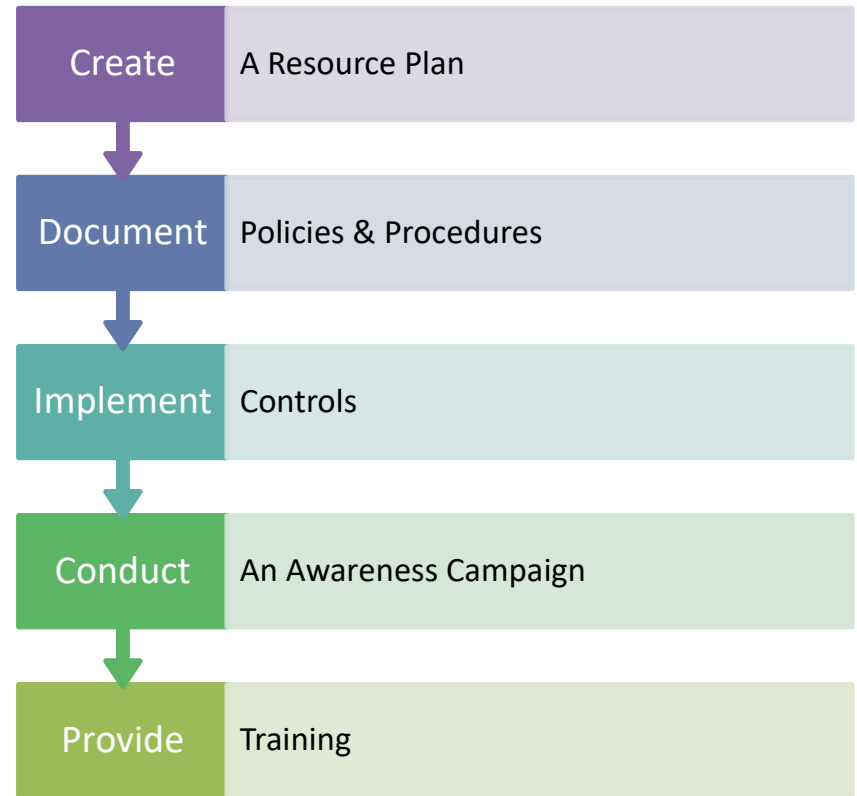 Create A Resource Plan
Document Policies & Procedures
Implement Controls
Conduct An Awareness Campaign
Provide Training